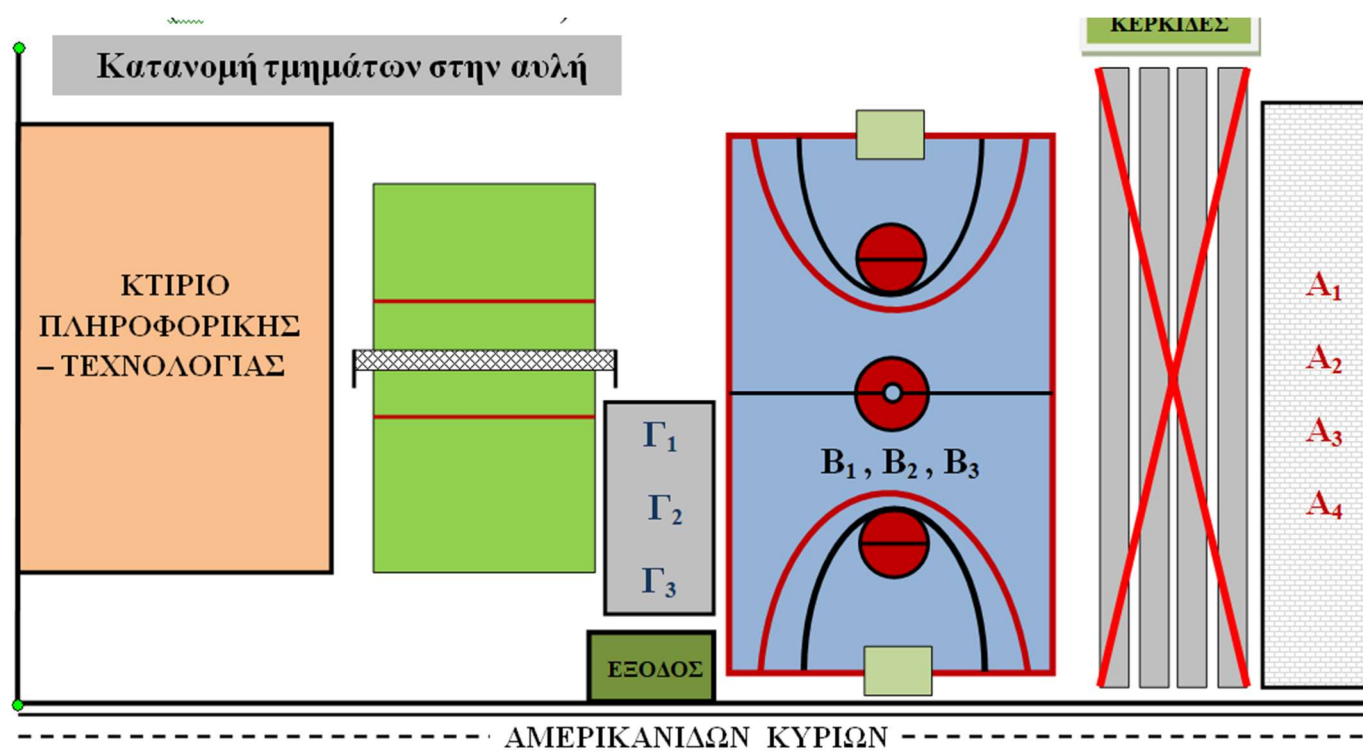 ΚΕΡΚΙΔΕΣ
Κατανομή τμημάτων στην αυλή
ΚΤΙΡΙΟ
ΠΛΗΡΟΦΟΡΙΚΗΣ
– ΤΕΧΝΟΛΟΓΙΑΣ
Γ₁
Γ₂
Γ₃
Β₁ , Β₂ , Β₃
Α₁
Α₂
Α₃
Α₄
ΕΞΟΔΟΣ
ΑΜΕΡΙΚΑΝΙΔΩΝ ΚΥΡΙΩΝ